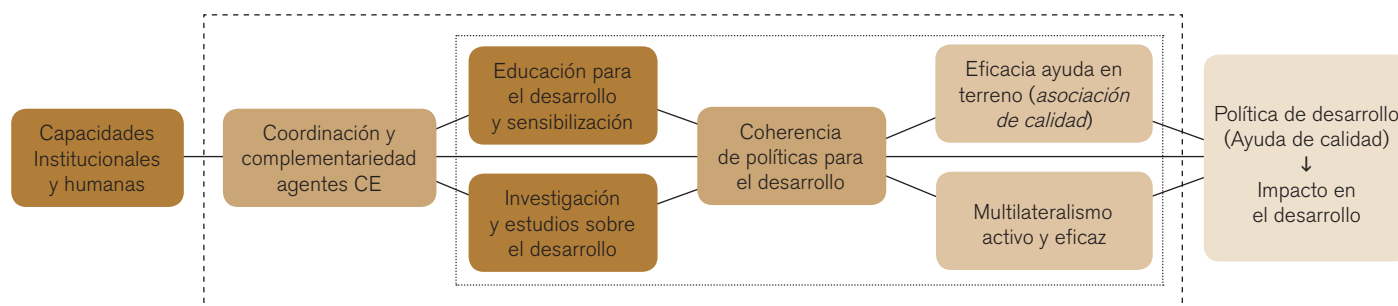 Capacidades
Institucionales
y humanas
Coordinación y
complementariedad
agentes CE
Educación para
el desarrollo
y sensibilización
Investigación
y estudios sobre
el desarrollo
Coherencia
de políticas para
el desarrollo
Eficacia ayuda en
terreno (asociación
de calidad)
Multilateralismo
activo y eficaz
Política de desarrollo
(Ayuda de calidad)
↓
Impacto en
el desarrollo